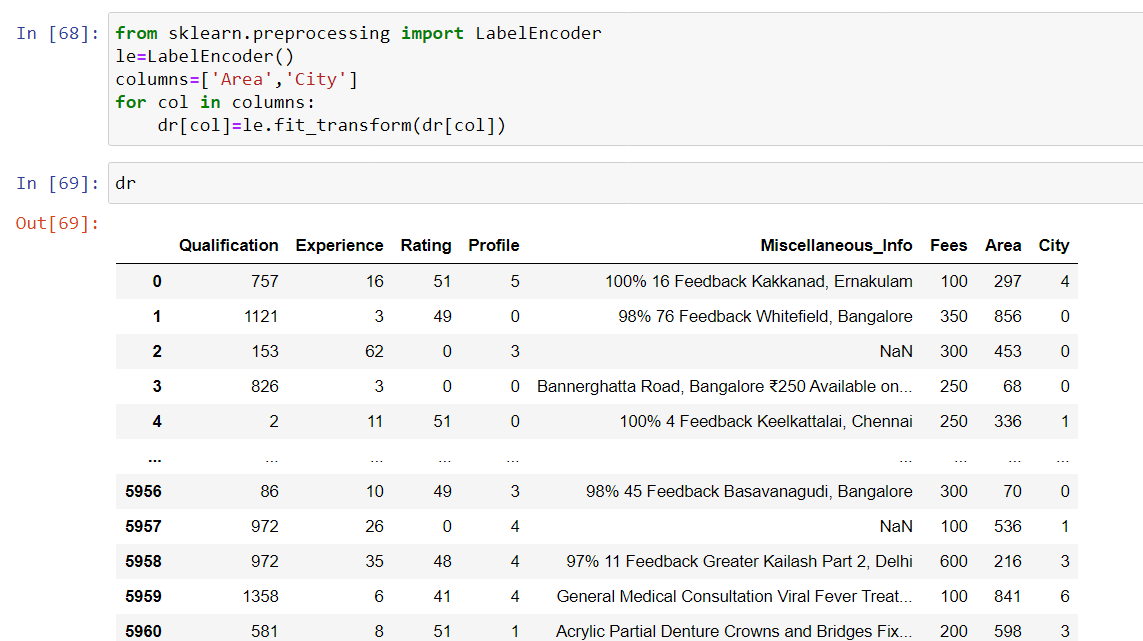 In [68]: from sklearn.preprocessing import LabelEncoder
le=LabelEncoder()
columns=['Area','City']
for col in columns:
    dr[col]=le.fit_transform(dr[col])
In [69]: dr
Out[69]:
Qualification Experience Rating Profile Miscellaneous_Info Fees Area City
0 757 16 51 5 100% 16 Feedback Kakkanad, Ernakulam 100 297 4
1 1121 3 49 0 98% 76 Feedback Whitefield, Bangalore 350 856 0
2 153 62 0 3 NaN 300 453 0
3 826 3 0 0 Bannerghatta Road, Bangalore ₹250 Available on... 250 68 0
4 2 11 51 0 100% 4 Feedback Keelkattalai, Chennai 250 336 1
... ... ... ... ... ... ... ... ...
5956 86 10 49 3 98% 45 Feedback Basavanagudi, Bangalore 300 70 0
5957 972 26 0 4 NaN 100 536 1
5958 972 35 48 4 97% 11 Feedback Greater Kailash Part 2, Delhi 600 216 3
5959 1358 6 41 4 General Medical Consultation Viral Fever Treat... 100 841 6
5960 581 8 51 1 Acrylic Partial Denture Crowns and Bridges Fix... 200 598 3